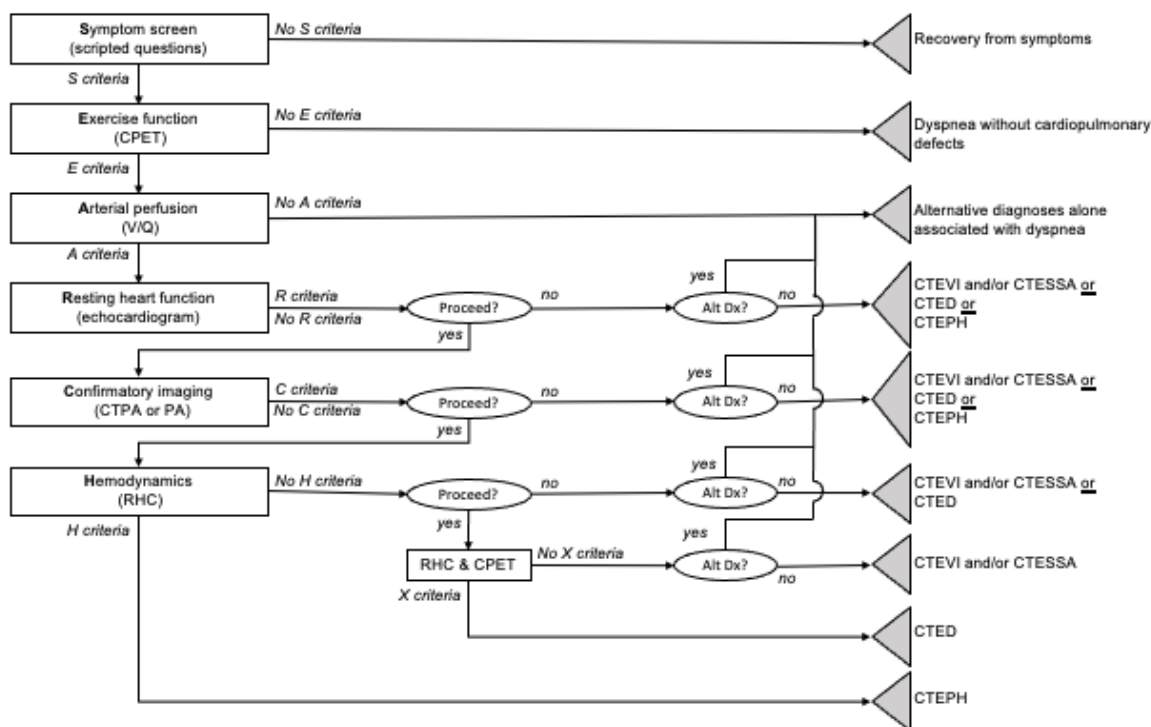 Symptom screen
(scripted questions)
No S criteria
Recovery from symptoms
S criteria
Exercise function
(CPET)
No E criteria
Dyspnea without cardiopulmonary
defects
E criteria
Arterial perfusion
(V/Q)
No A criteria
Alternative diagnoses alone
associated with dyspnea
A criteria
Resting heart function
(echocardiogram)
R criteria
No R criteria
Proceed?
no
yes
yes
Alt Dx?
no
CTEVI and/or CTESSA or
CTED or
CTEPH
Confirmatory imaging
(CTPA or PA)
C criteria
No C criteria
Proceed?
no
yes
yes
Alt Dx?
no
CTEVI and/or CTESSA or
CTED or
CTEPH
Hemodynamics
(RHC)
No H criteria
Proceed?
no
yes
yes
Alt Dx?
no
CTEVI and/or CTESSA or
CTED
H criteria
RHC & CPET
No X criteria
yes
Alt Dx?
no
CTEVI and/or CTESSA
X criteria
CTED
CTEPH